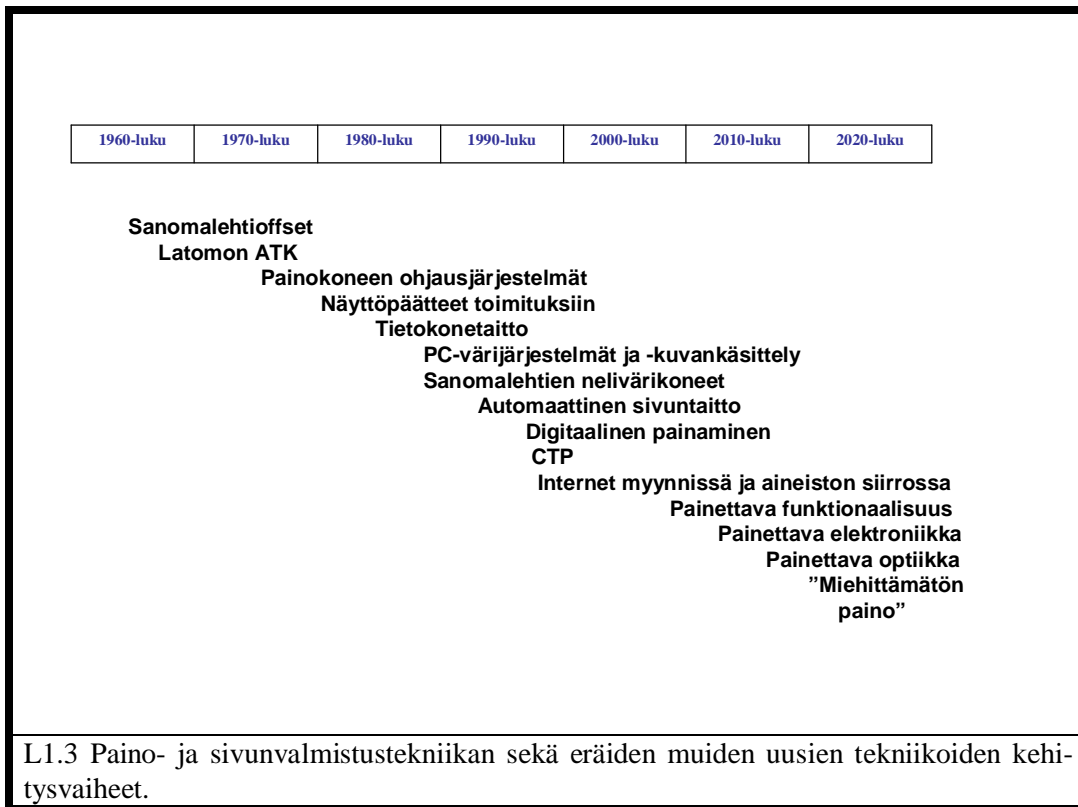 1960-luku 1970-luku 1980-luku 1990-luku 2000-luku 2010-luku 2020-luku
Sanomalehtioffset
Latomon ATK
Painokoneen ohjausjärjestelmät
Näyttöpäätteet toimituksiin
Tietokonetaitto
PC-värijärjestelmät ja -kuvankäsittely
Sanomalehtien nelivärikoneet
Automaattinen sivuntaitto
Digitaalinen painaminen
CTP
Internet myynnissä ja aineiston siirrossa
Painettava funktionaalisuus
Painettava elektroniikka
Painettava optiikka
”Miehittämätön
paino”
L1.3 Paino- ja sivunvalmistustekniikan sekä eräiden muiden uusien tekniikoiden kehi-
tysvaiheet.